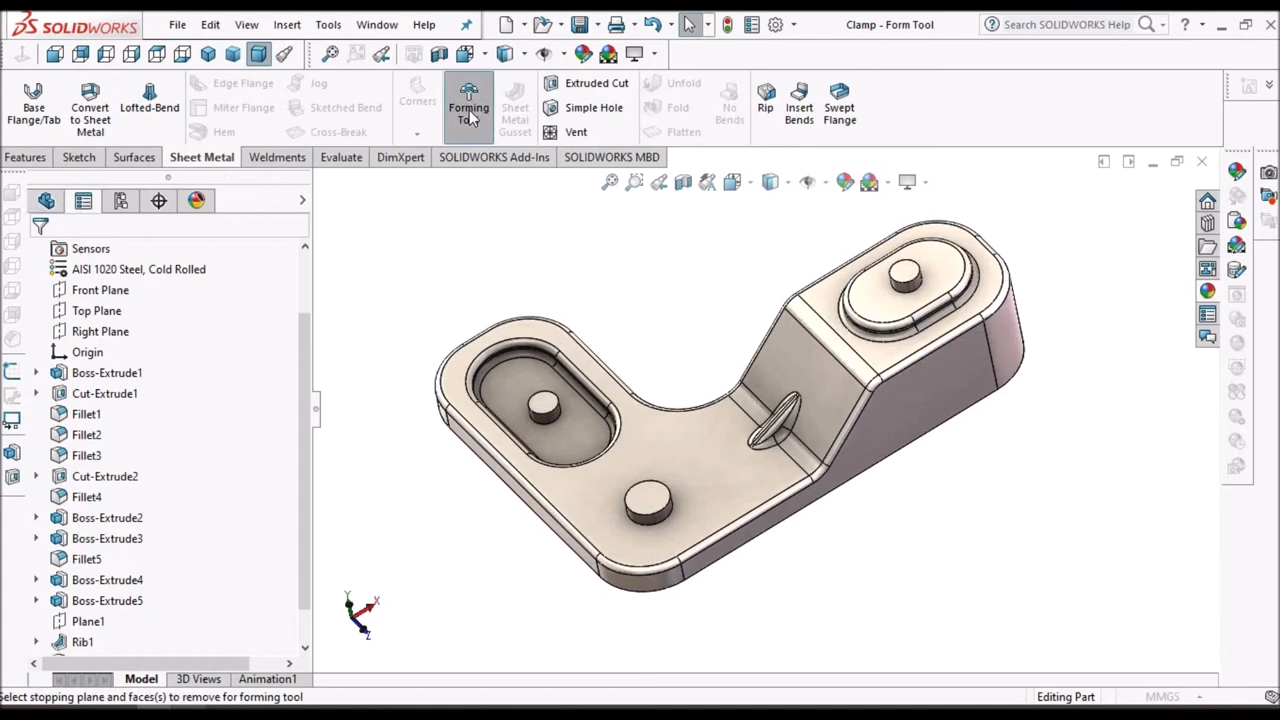 SOLIDWORKS File Edit View Insert Tools Window Help Clamp - Form Tool Search SOLIDWORKS Help
Base Flange/Tab
Convert to Sheet Metal
Lofted-Bend
Edge Flange
Miter Flange
Hem
Jog
Sketched Bend
Cross-Break
Corners
Forming
Sheet Metal Gusset
Extruded Cut
Simple Hole
Vent
Unfold
Fold
Flatten
No Bends
Rip
Insert Bends
Swept Flange
Features Sketch Surfaces Sheet Metal Weldments Evaluate DimXpert SOLIDWORKS Add-Ins SOLIDWORKS MBD
Sensors
AISI 1020 Steel, Cold Rolled
Front Plane
Top Plane
Right Plane
Origin
Boss-Extrude1
Cut-Extrude1
Fillet1
Fillet2
Fillet3
Cut-Extrude2
Fillet4
Boss-Extrude2
Boss-Extrude3
Fillet5
Boss-Extrude4
Boss-Extrude5
Plane1
Rib1
Y
X
Z
Model 3D Views Animation1
Select stopping plane and faces(s) to remove for forming tool Editing Part MMGS